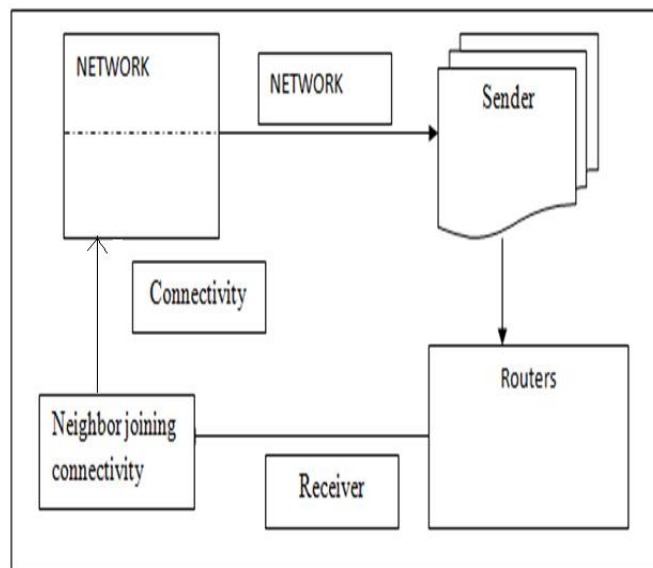 NETWORK
NETWORK
Sender
Connectivity
Routers
Neighbor joining
connectivity
Receiver